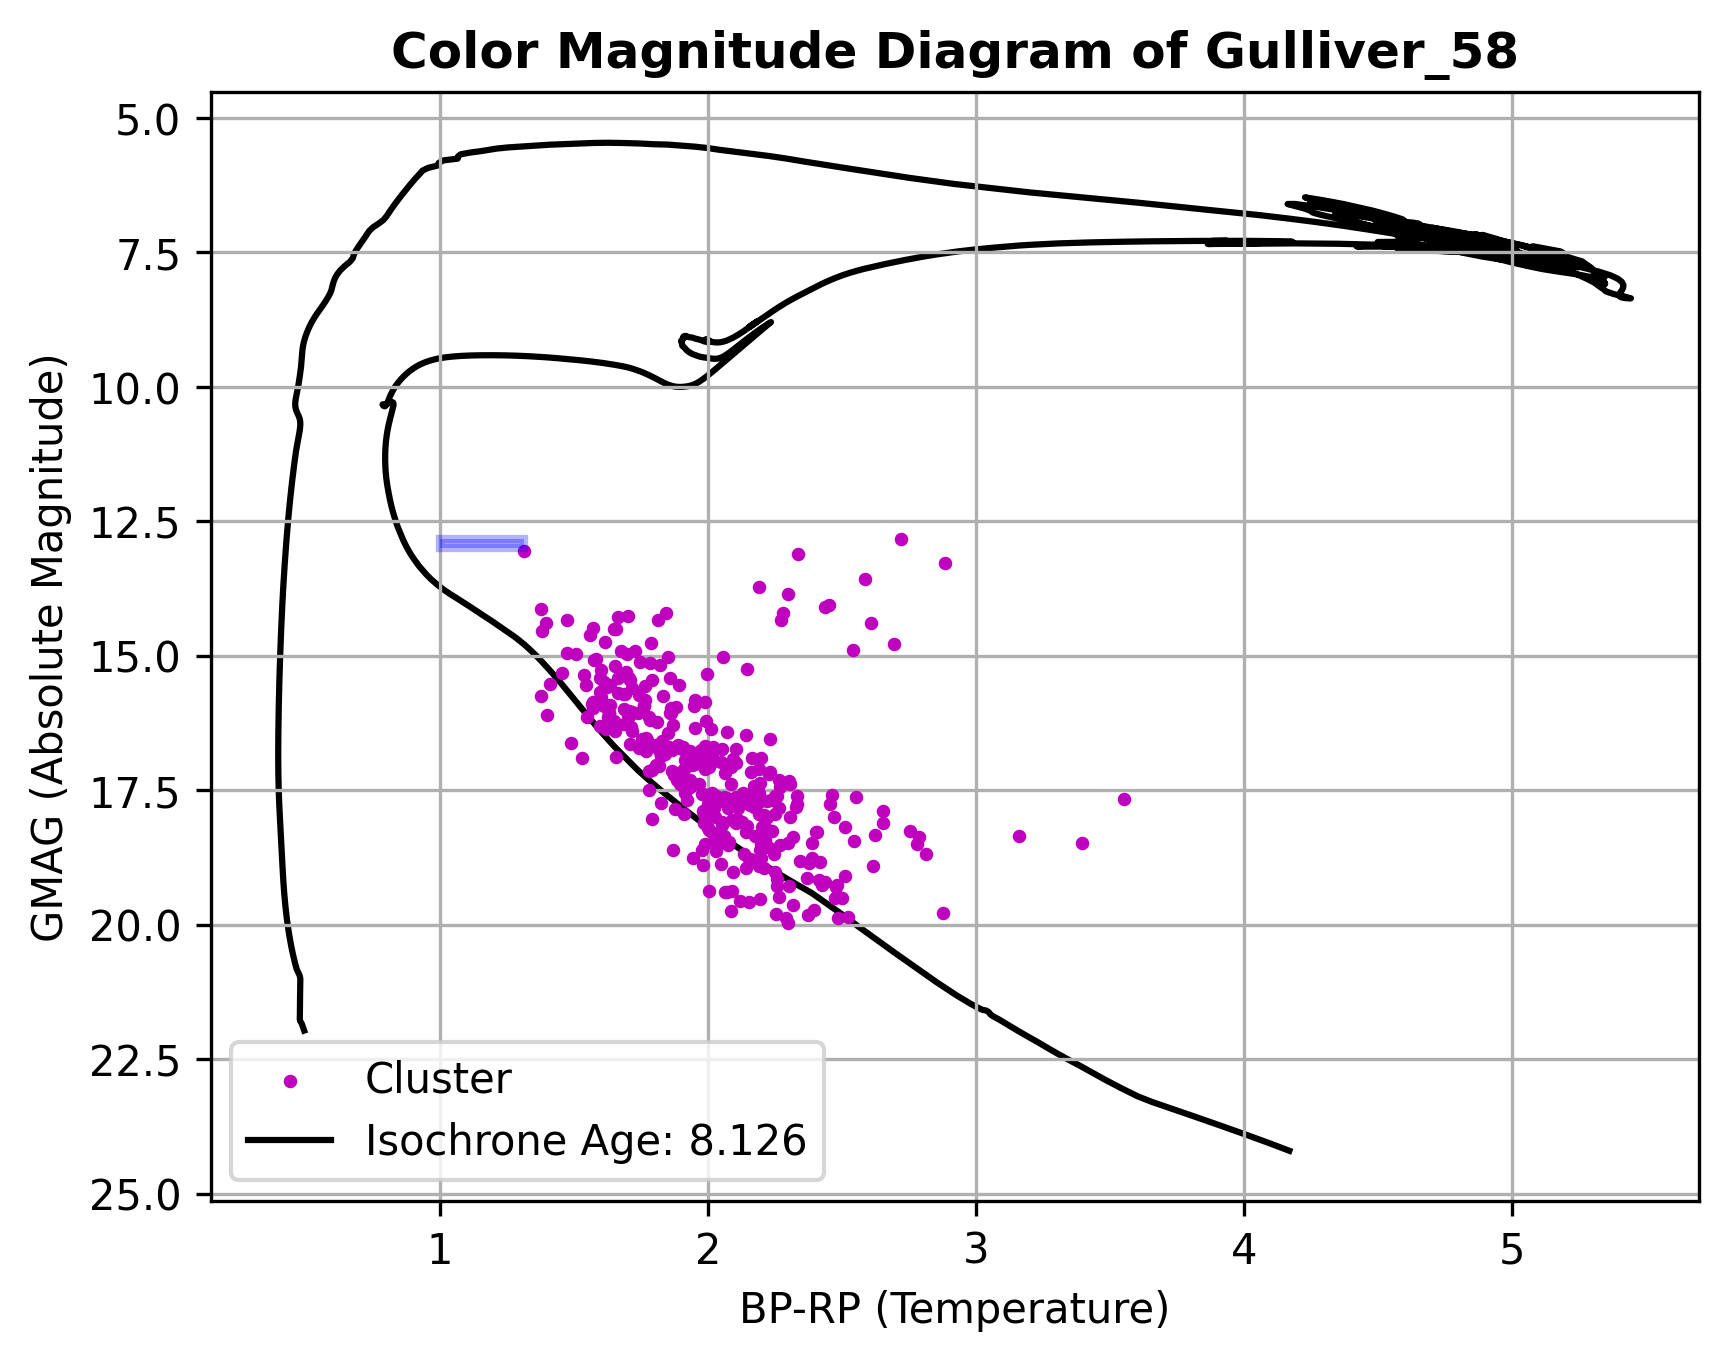 Color Magnitude Diagram of Gulliver_58
GMAG (Absolute Magnitude)
5.0
7.5
10.0
12.5
15.0
17.5
20.0
22.5
25.0
Cluster
Isochrone Age: 8.126
1 2 3 4 5
BP-RP (Temperature)